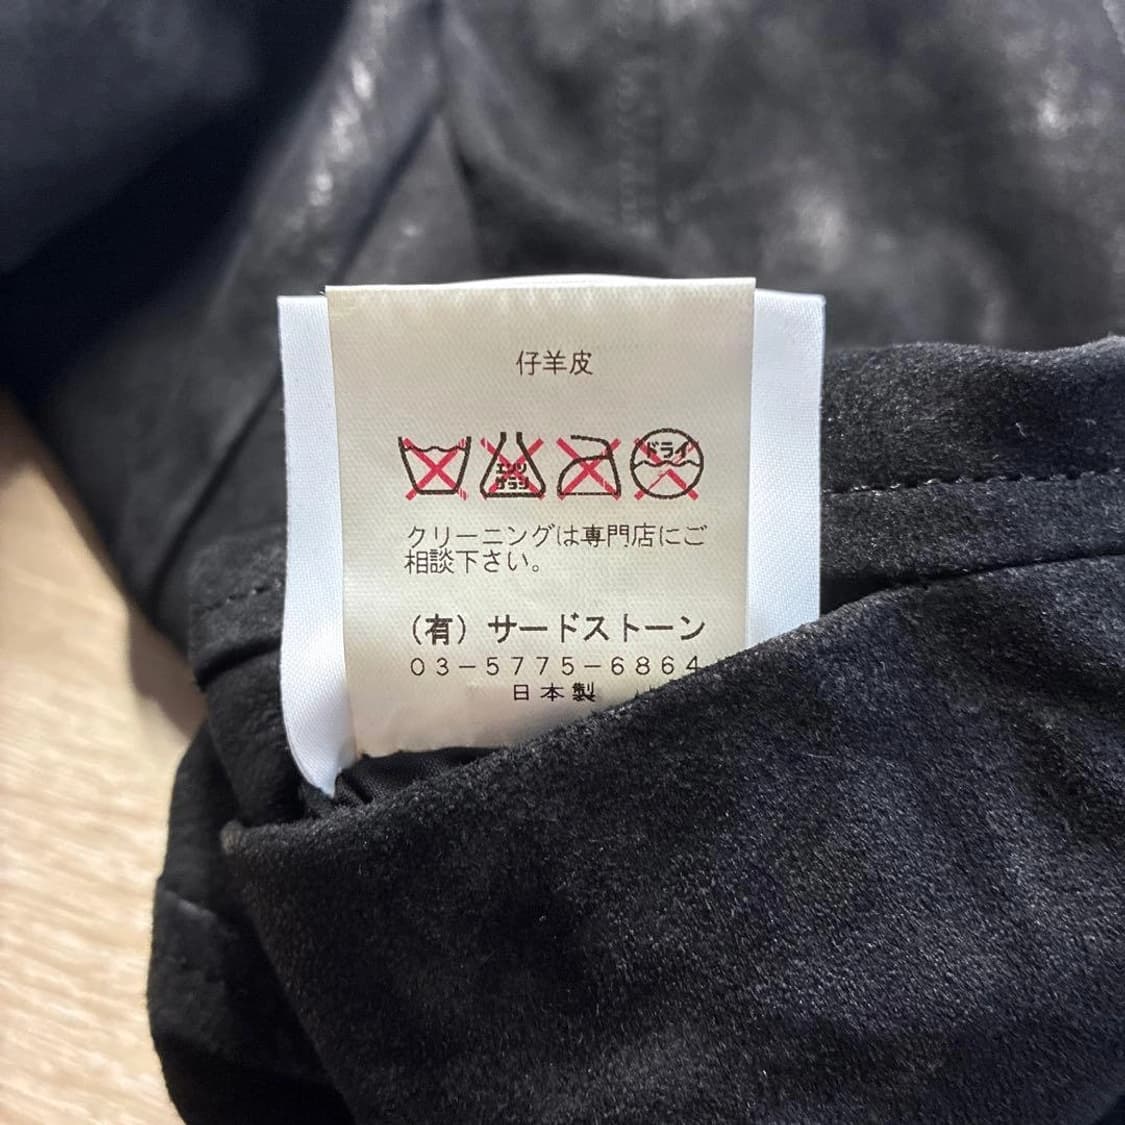 仔羊皮
エンソ ドライ
サラシ
クリーニングは専門店にご
相談下さい。
(有)サードストーン
03-5775-6864
日本製